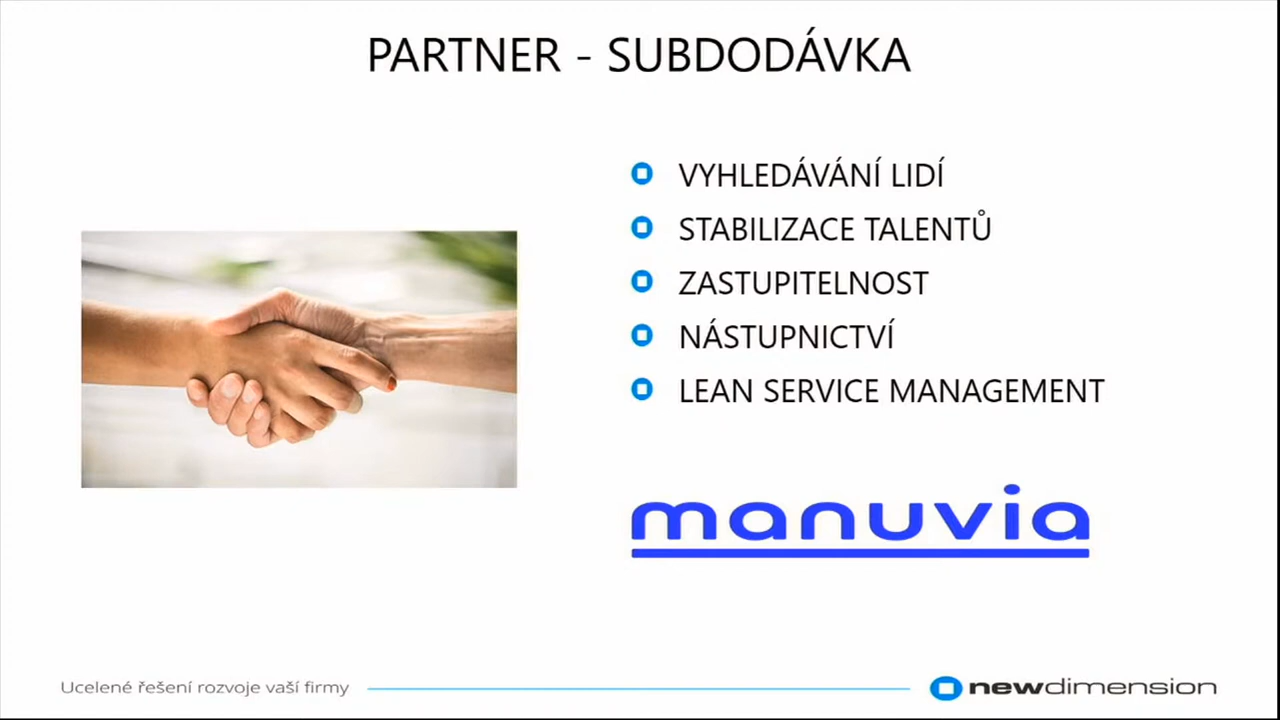 PARTNER - SUBDODÁVKA
VYHLEDÁVÁNÍ LIDÍ
STABILIZACE TALENTŮ
ZASTUPITELNOST
NÁSTUPNICTVÍ
LEAN SERVICE MANAGEMENT
manuvia
Ucelené řešení rozvoje vaší firmy
newdimension